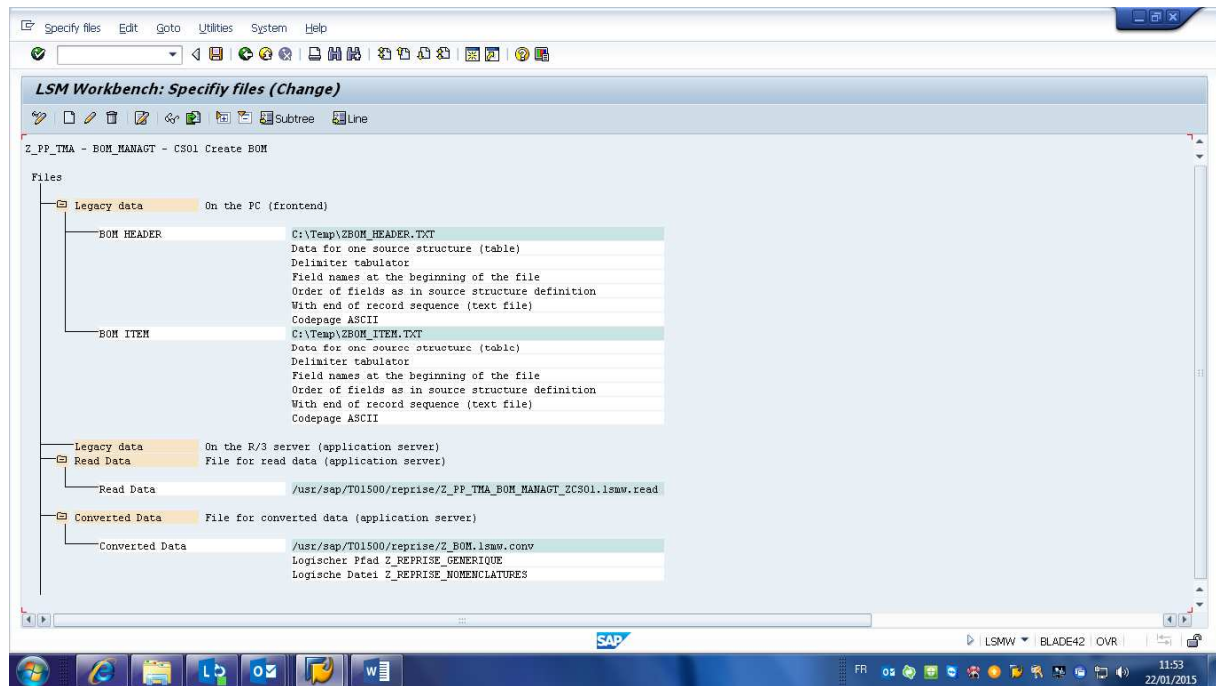 Specify files Edit Goto Utilities System Help
LSM Workbench: Specifiy files (Change)
Subtree Line
Z_PP_TMA - BOM_MANAGT - CS01 Create BOM
Files
Legacy data On the PC (frontend)
BOM HEADER C:\Temp\ZBOM_HEADER.TXT
Data for one source structure (table)
Delimiter tabulator
Field names at the beginning of the file
Order of fields as in source structure definition
With end of record sequence (text file)
Codepage ASCII
BOM ITEM C:\Temp\ZBOM_ITEM.TXT
Data for one source structure (table)
Delimiter tabulator
Field names at the beginning of the file
Order of fields as in source structure definition
With end of record sequence (text file)
Codepage ASCII
Legacy data On the R/3 server (application server)
Read Data File for read data (application server)
Read Data /usr/sap/T01500/reprise/Z_PP_TMA_BOM_MANAGT_ZCS01.lsmw.read
Converted Data File for converted data (application server)
Converted Data /usr/sap/T01500/reprise/Z_BOM.lsmw.conv
Logischer Pfad Z_REPRISE_GENERIQUE
Logische Datei Z_REPRISE_NOMENCLATURES
SAP LSMW BLADE42 OVR
FR 11:53
22/01/2015